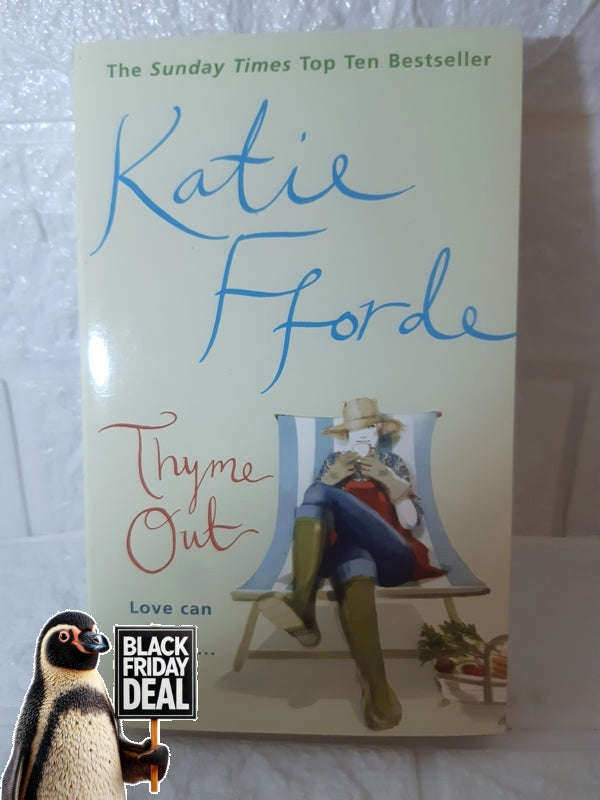 The Sunday Times Top Ten Bestseller
Katie
Fforde
Thyme
Out
Love can
...
BLACK
FRIDAY
DEAL